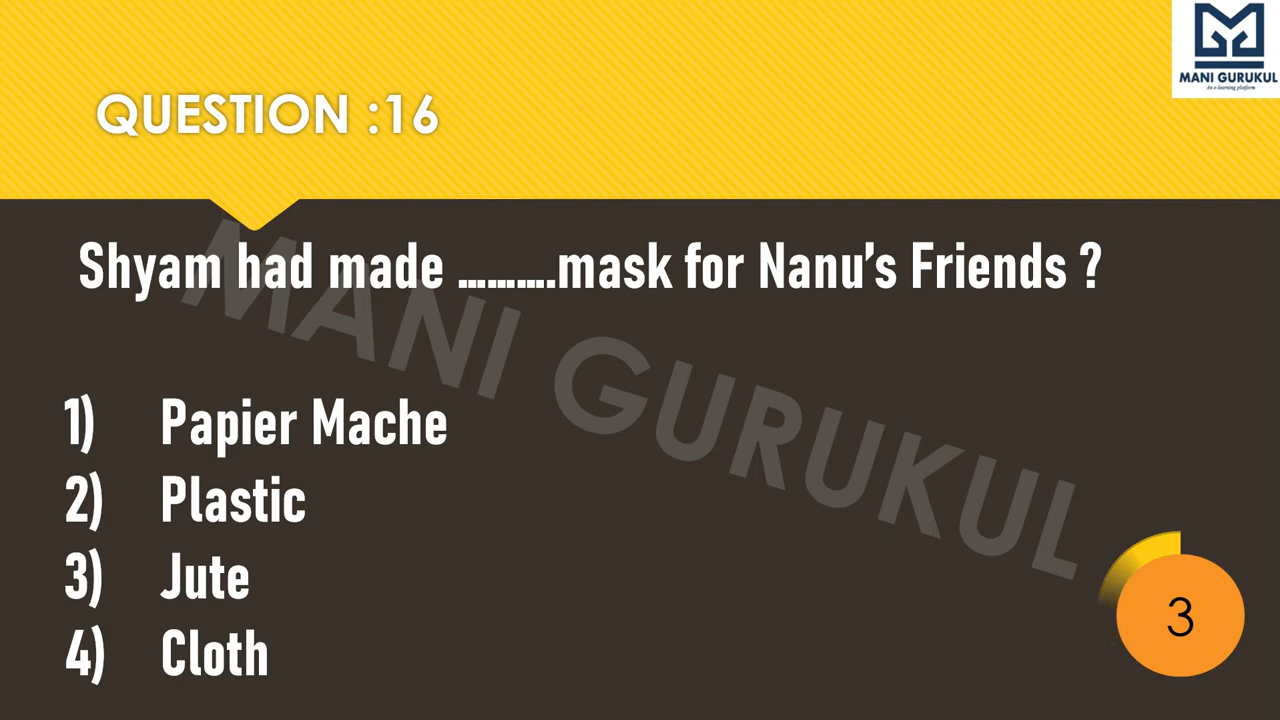 MANI GURUKUL
An e-learning platform
QUESTION :16
Shyam had made ..........mask for Nanu's Friends ?
1) Papier Mache
2) Plastic
3) Jute
4) Cloth
MANI GURUKUL
3